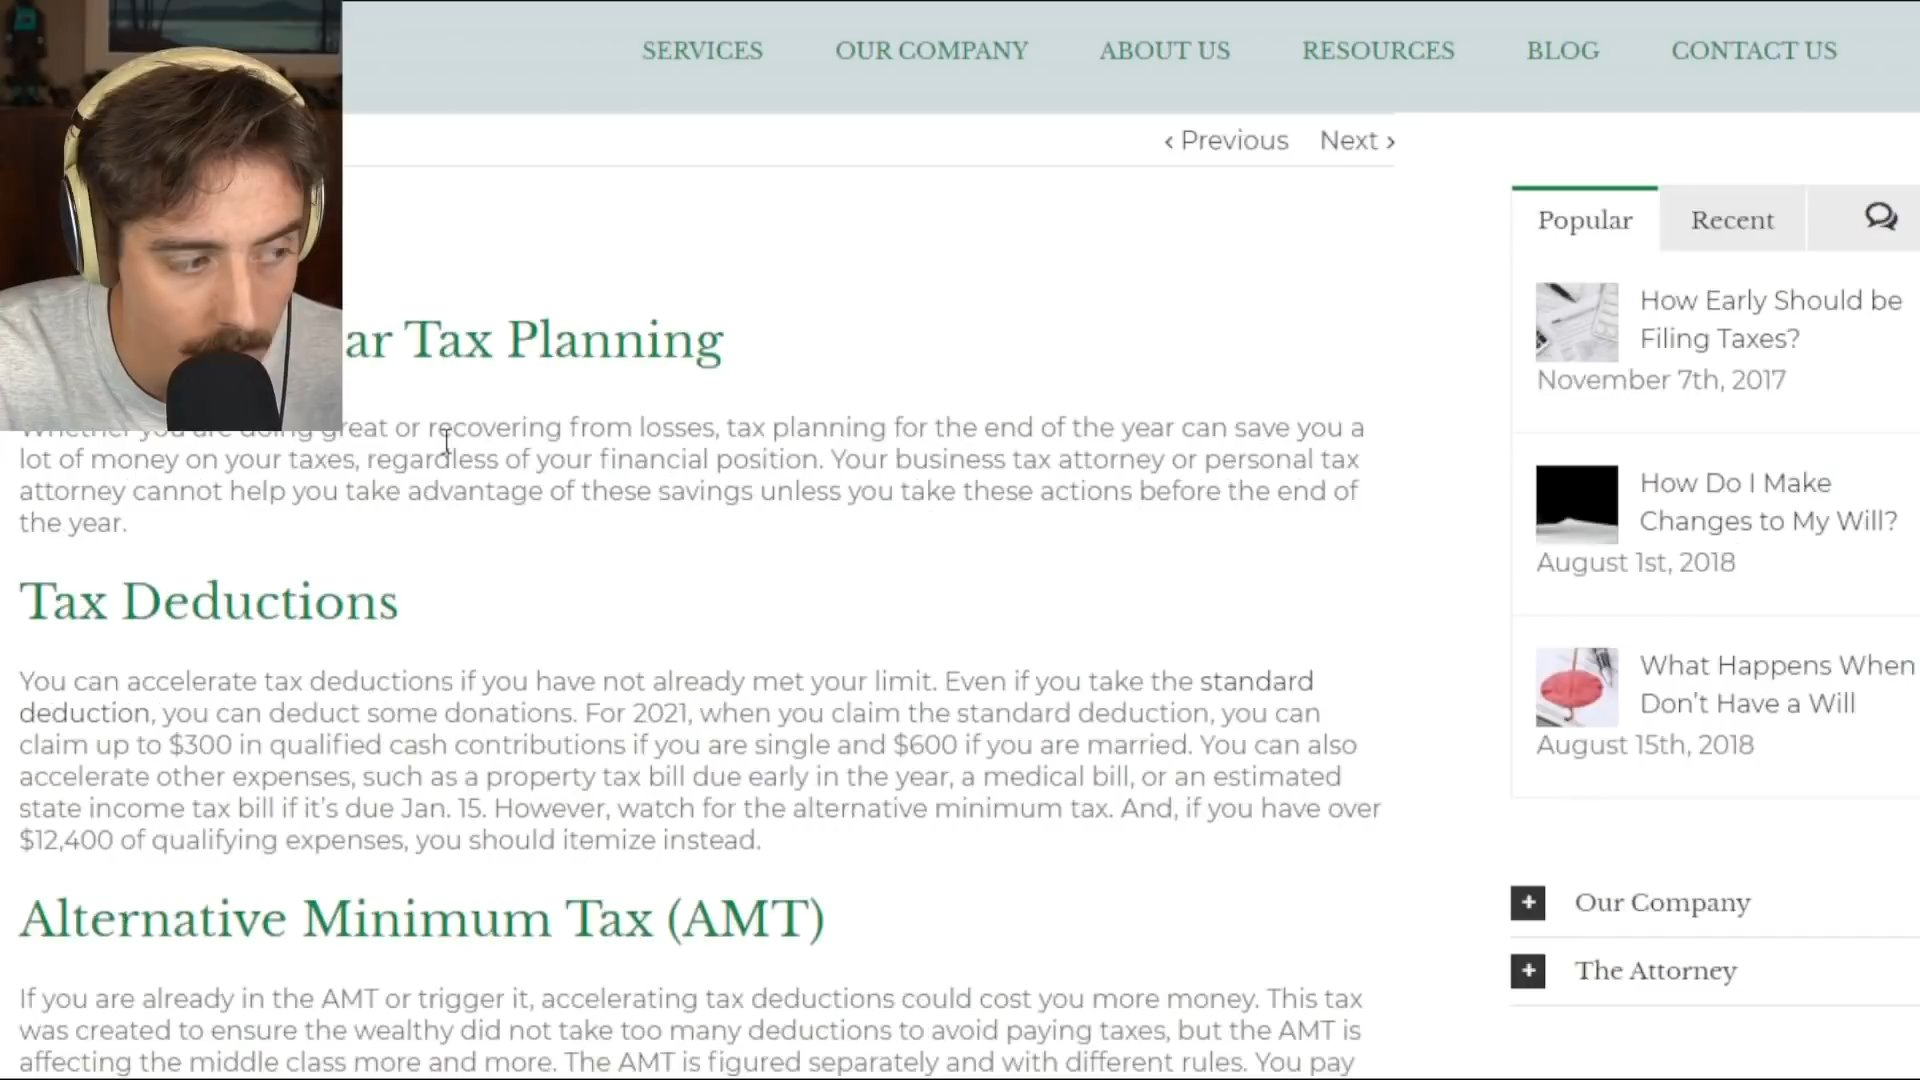 SERVICES OUR COMPANY ABOUT US RESOURCES BLOG CONTACT US
‹ Previous Next ›
ar Tax Planning
great or recovering from losses, tax planning for the end of the year can save you a
lot of money on your taxes, regardless of your financial position. Your business tax attorney or personal tax
attorney cannot help you take advantage of these savings unless you take these actions before the end of
the year.
Tax Deductions
You can accelerate tax deductions if you have not already met your limit. Even if you take the standard
deduction, you can deduct some donations. For 2021, when you claim the standard deduction, you can
claim up to $300 in qualified cash contributions if you are single and $600 if you are married. You can also
accelerate other expenses, such as a property tax bill due early in the year, a medical bill, or an estimated
state income tax bill if it's due Jan. 15. However, watch for the alternative minimum tax. And, if you have over
$12,400 of qualifying expenses, you should itemize instead.
Alternative Minimum Tax (AMT)
If you are already in the AMT or trigger it, accelerating tax deductions could cost you more money. This tax
was created to ensure the wealthy did not take too many deductions to avoid paying taxes, but the AMT is
affecting the middle class more and more. The AMT is figured separately and with different rules. You pay
Popular Recent
How Early Should be
Filing Taxes?
November 7th, 2017
How Do I Make
Changes to My Will?
August 1st, 2018
What Happens When
Don't Have a Will
August 15th, 2018
+ Our Company
+ The Attorney